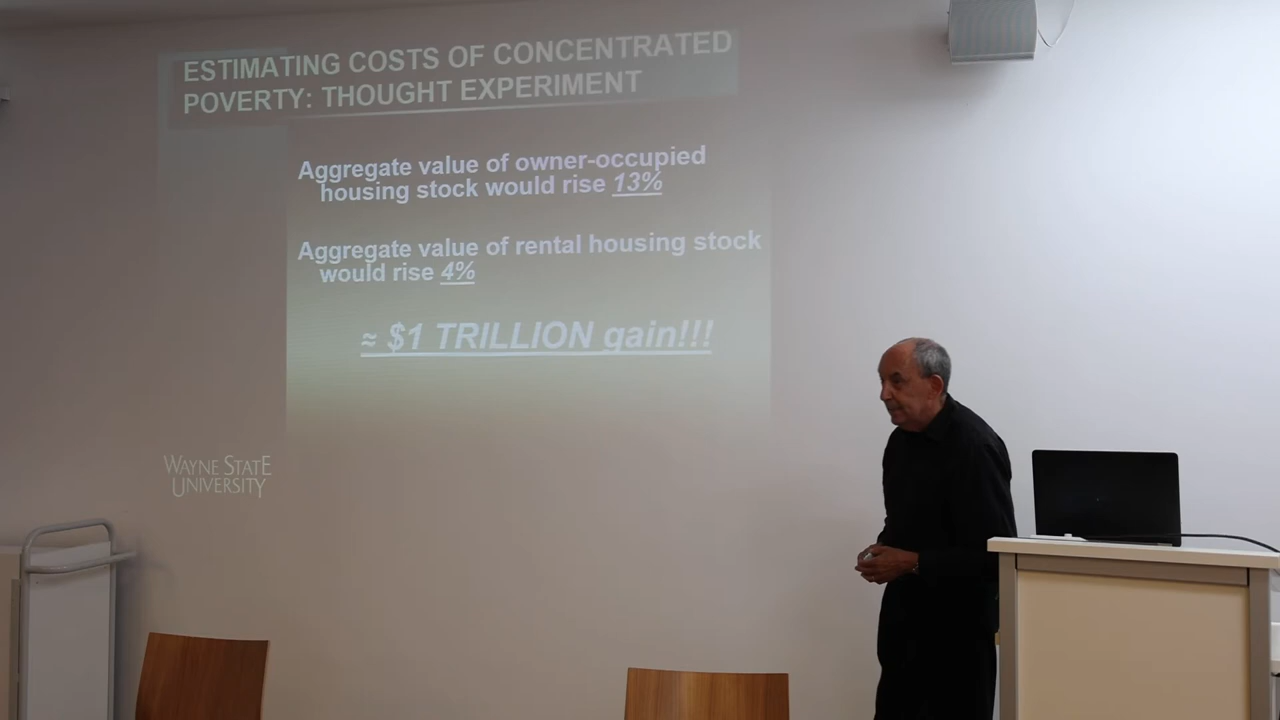 ESTIMATING COSTS OF CONCENTRATED
POVERTY: THOUGHT EXPERIMENT
Aggregate value of owner-occupied
housing stock would rise 13%
Aggregate value of rental housing stock
would rise 4%
≈ $1 TRILLION gain!!!
WAYNE STATE
UNIVERSITY